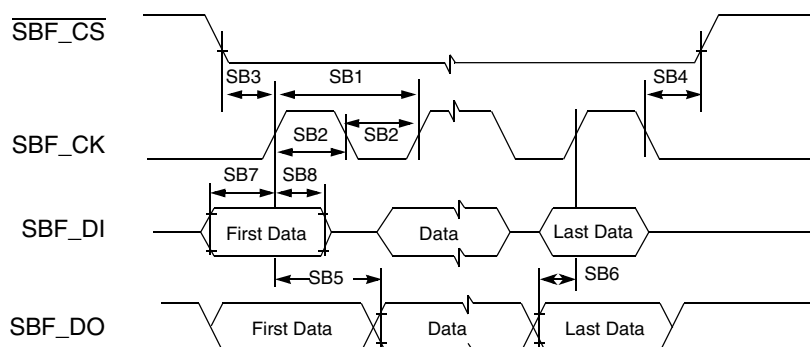 SBF_CS
SB3 SB1 SB4
SBF_CK
SB2 SB2
SB7 SB8
SBF_DI First Data Data Last Data
SB5 SB6
SBF_DO First Data Data Last Data